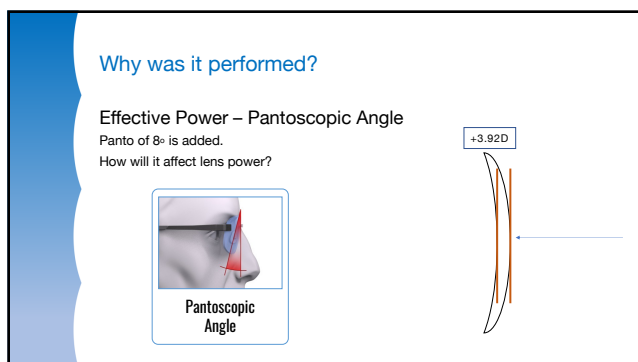 Why was it performed?
Effective Power – Pantoscopic Angle
Panto of 8o is added.
How will it affect lens power?
+3.92D
Pantoscopic
Angle